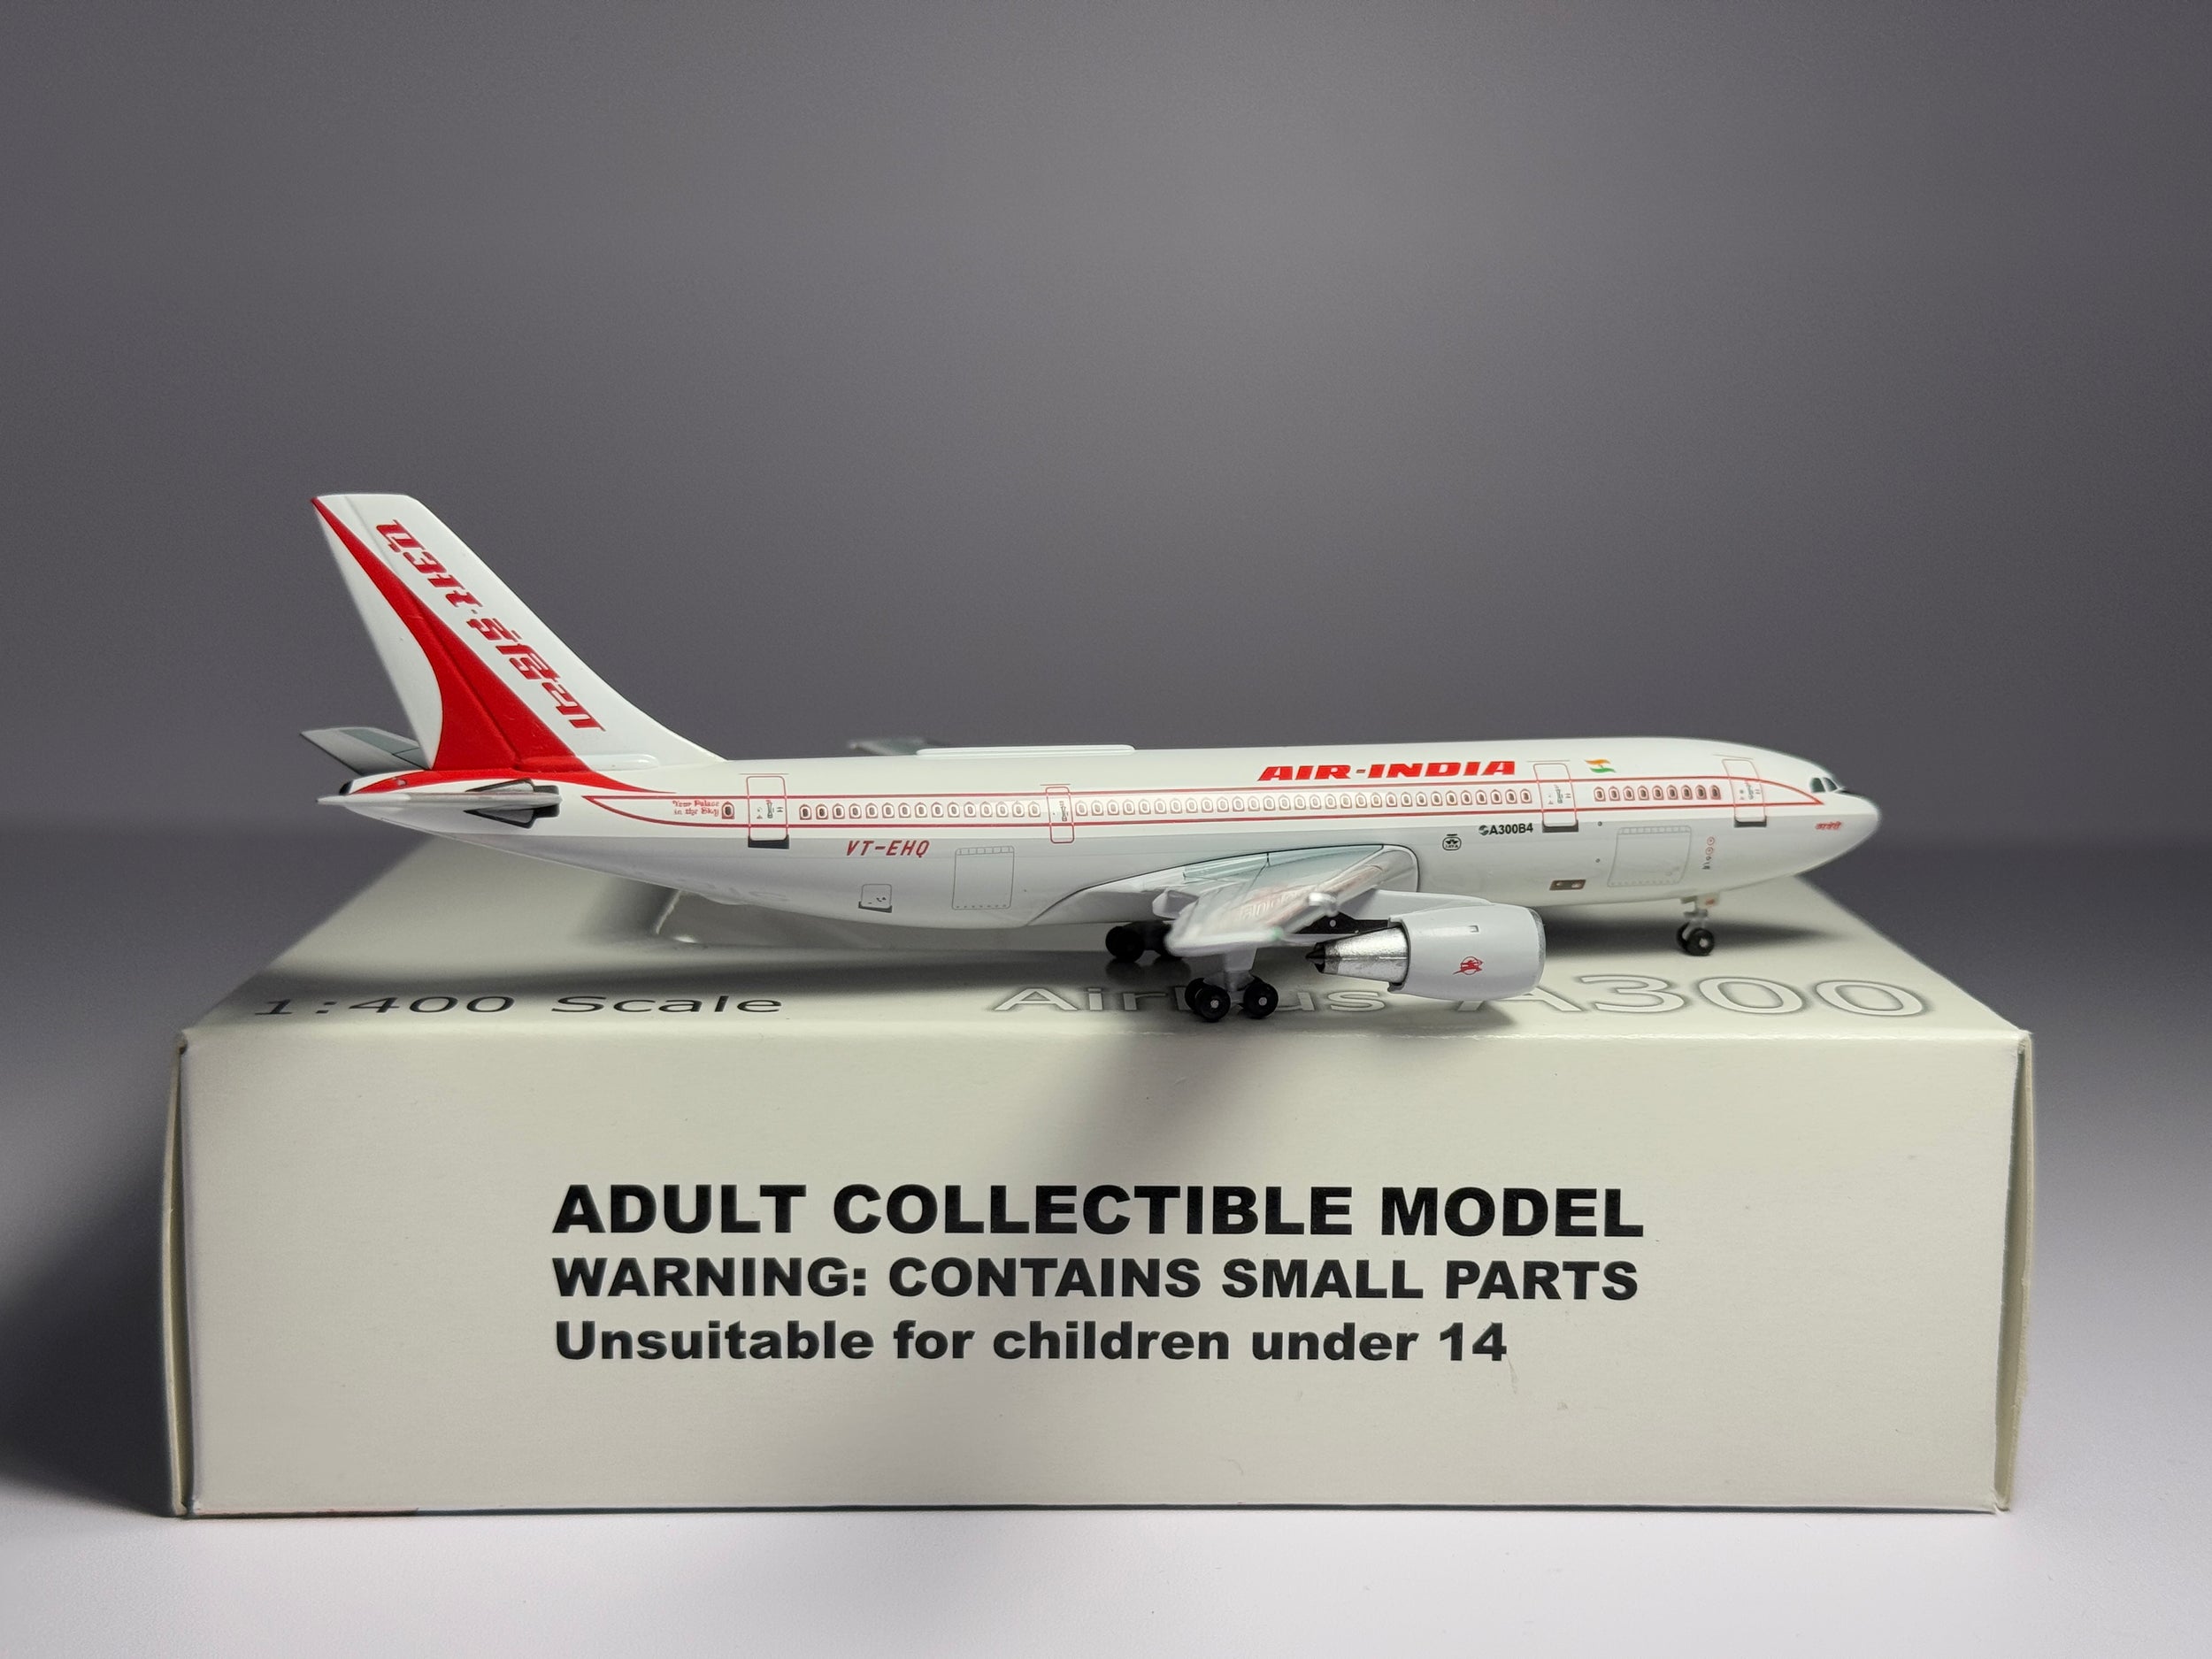 एअर-इंडिया
AIR-INDIA
Your Palace
in the Sky
VT-EHQ
A300B4
1:400 Scale
Airbus A300
ADULT COLLECTIBLE MODEL
WARNING: CONTAINS SMALL PARTS
Unsuitable for children under 14